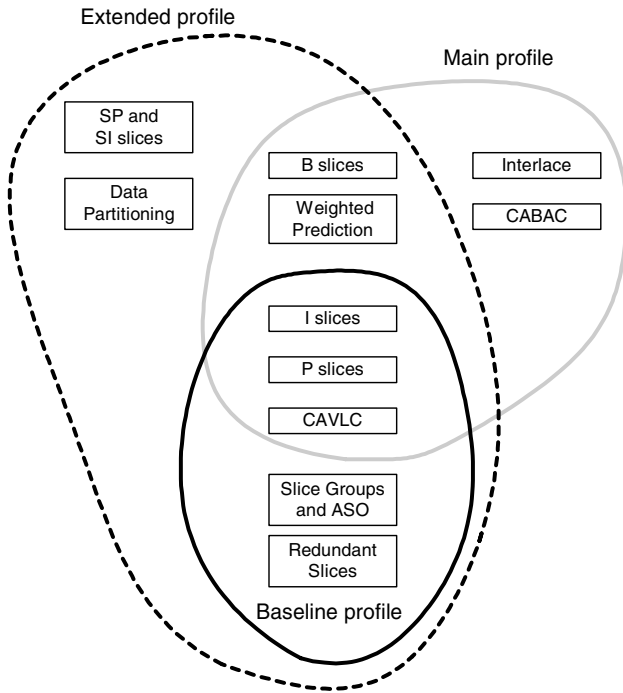 Extended profile
Main profile
SP and
SI slices
B slices
Interlace
Data
Partitioning
Weighted
Prediction
CABAC
I slices
P slices
CAVLC
Slice Groups
and ASO
Redundant
Slices
Baseline profile